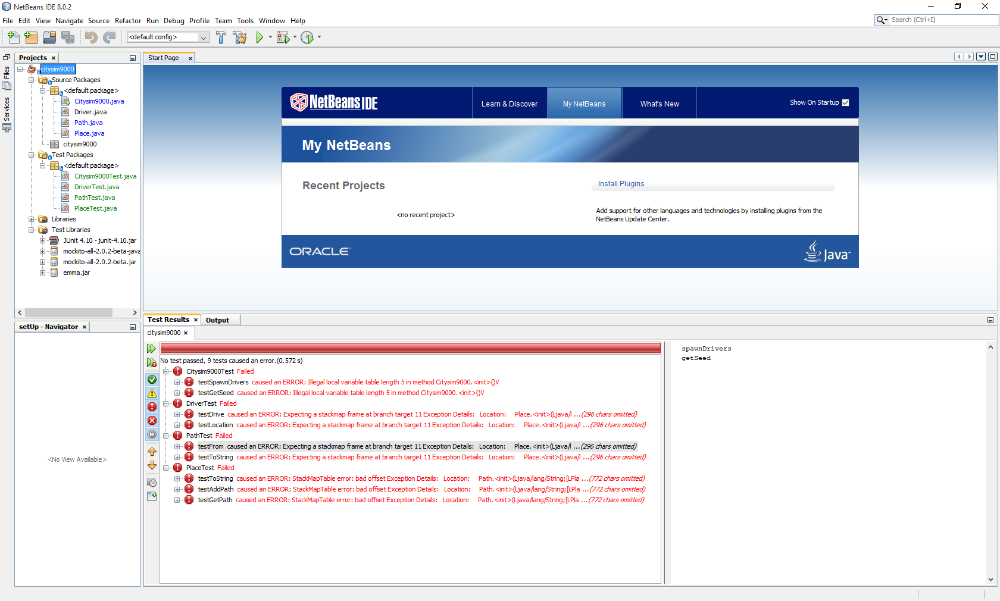 NetBeans IDE 8.0.2
File Edit View Navigate Source Refactor Run Debug Profile Team Tools Window Help
Search (Ctrl+I)
<default config>
Files
Services
Projects
citysim9000
Source Packages
<default package>
Citysim9000.java
Driver.java
Path.java
Place.java
citysim9000
Test Packages
<default package>
Citysim9000Test.java
DriverTest.java
PathTest.java
PlaceTest.java
Libraries
Test Libraries
JUnit 4.10 - junit-4.10.jar
mockito-all-2.0.2-beta-java
mockito-all-2.0.2-beta.jar
emma.jar
setUp - Navigator
<No View Available>
Start Page
NetBeans IDE
Learn & Discover
My NetBeans
What's New
Show On Startup
My NetBeans
Recent Projects
<no recent project>
Install Plugins
Add support for other languages and technologies by installing plugins from the
NetBeans Update Center.
ORACLE
Java
Test Results
Output
citysim9000
No test passed, 9 tests caused an error.(0.572 s)
Citysim9000Test Failed
testSpawnDrivers caused an ERROR: Illegal local variable table length 5 in method Citysim9000.<init>()V
testGetSeed caused an ERROR: Illegal local variable table length 5 in method Citysim9000.<init>()V
DriverTest Failed
testDrive caused an ERROR: Expecting a stackmap frame at branch target 11 Exception Details: Location: Place.<init>(Ljava/l ...(296 chars omitted)
testLocation caused an ERROR: Expecting a stackmap frame at branch target 11 Exception Details: Location: Place.<init>(Ljava/l ...(296 chars omitted)
PathTest Failed
testFrom caused an ERROR: Expecting a stackmap frame at branch target 11 Exception Details: Location: Place.<init>(Ljava/l ...(296 chars omitted)
testToString caused an ERROR: Expecting a stackmap frame at branch target 11 Exception Details: Location: Place.<init>(Ljava/l ...(296 chars omitted)
PlaceTest Failed
testToString caused an ERROR: StackMapTable error: bad offset Exception Details: Location: Path.<init>(Ljava/lang/String;[LPla ...(772 chars omitted)
testAddPath caused an ERROR: StackMapTable error: bad offset Exception Details: Location: Path.<init>(Ljava/lang/String;[LPla ...(772 chars omitted)
testGetPath caused an ERROR: StackMapTable error: bad offset Exception Details: Location: Path.<init>(Ljava/lang/String;[LPla ...(772 chars omitted)
spawnDrivers
getSeed